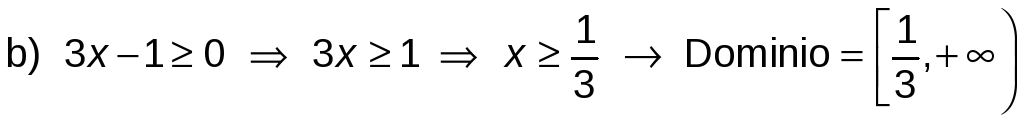 b) 3x − 1 ≥ 0 ⇒ 3x ≥ 1 ⇒ x ≥ 1/3 → Dominio = [1/3, + ∞)